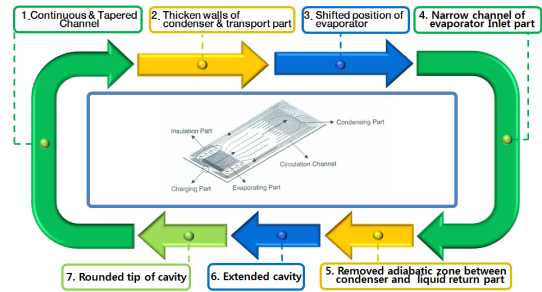 1.Continuous & Tapered
Channel
2. Thicken walls of
condenser & transport part
3. Shifted position of
evaporator
4. Narrow channel of
evaporator Inlet part
Insulation Part
Condensing Part
Circulation Channel
Charging Part
Evaporating Part
7. Rounded tip of cavity
6. Extended cavity
5. Removed adiabatic zone between
condenser and liquid return part